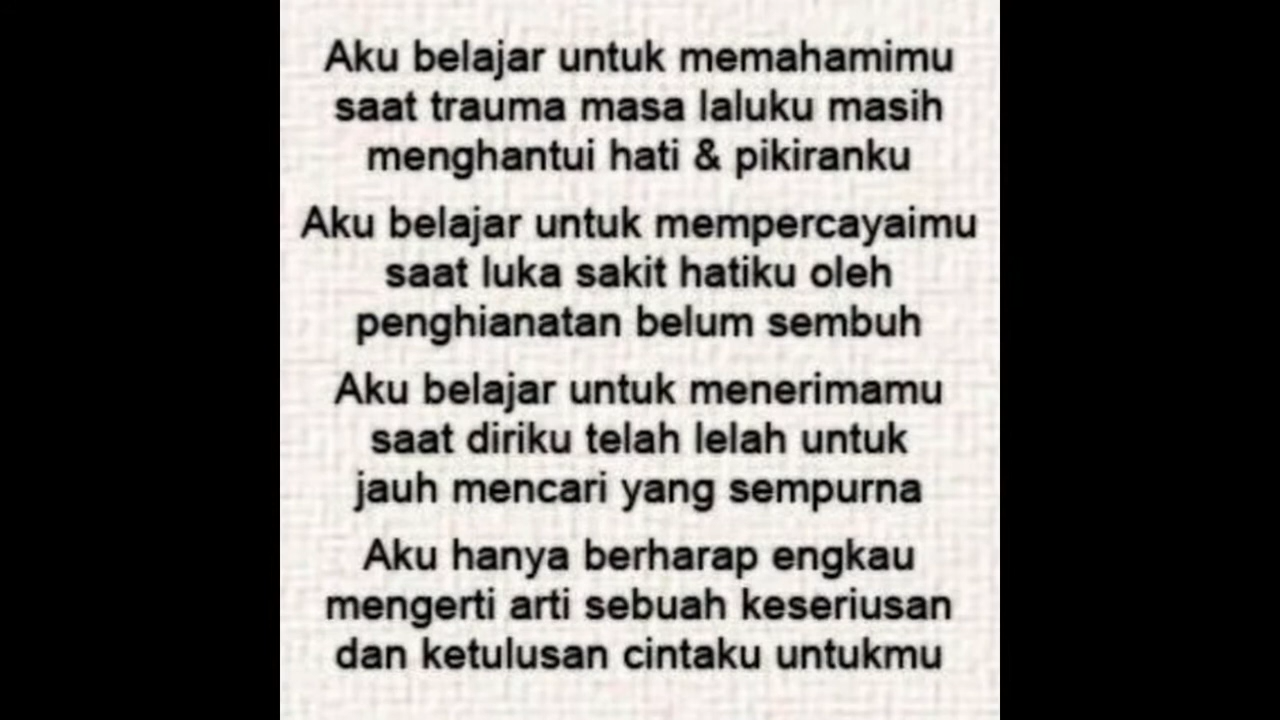 Aku belajar untuk memahamimu
saat trauma masa laluku masih
menghantui hati & pikiranku
Aku belajar untuk mempercayaimu
saat luka sakit hatiku oleh
penghianatan belum sembuh
Aku belajar untuk menerimamu
saat diriku telah lelah untuk
jauh mencari yang sempurna
Aku hanya berharap engkau
mengerti arti sebuah keseriusan
dan ketulusan cintaku untukmu